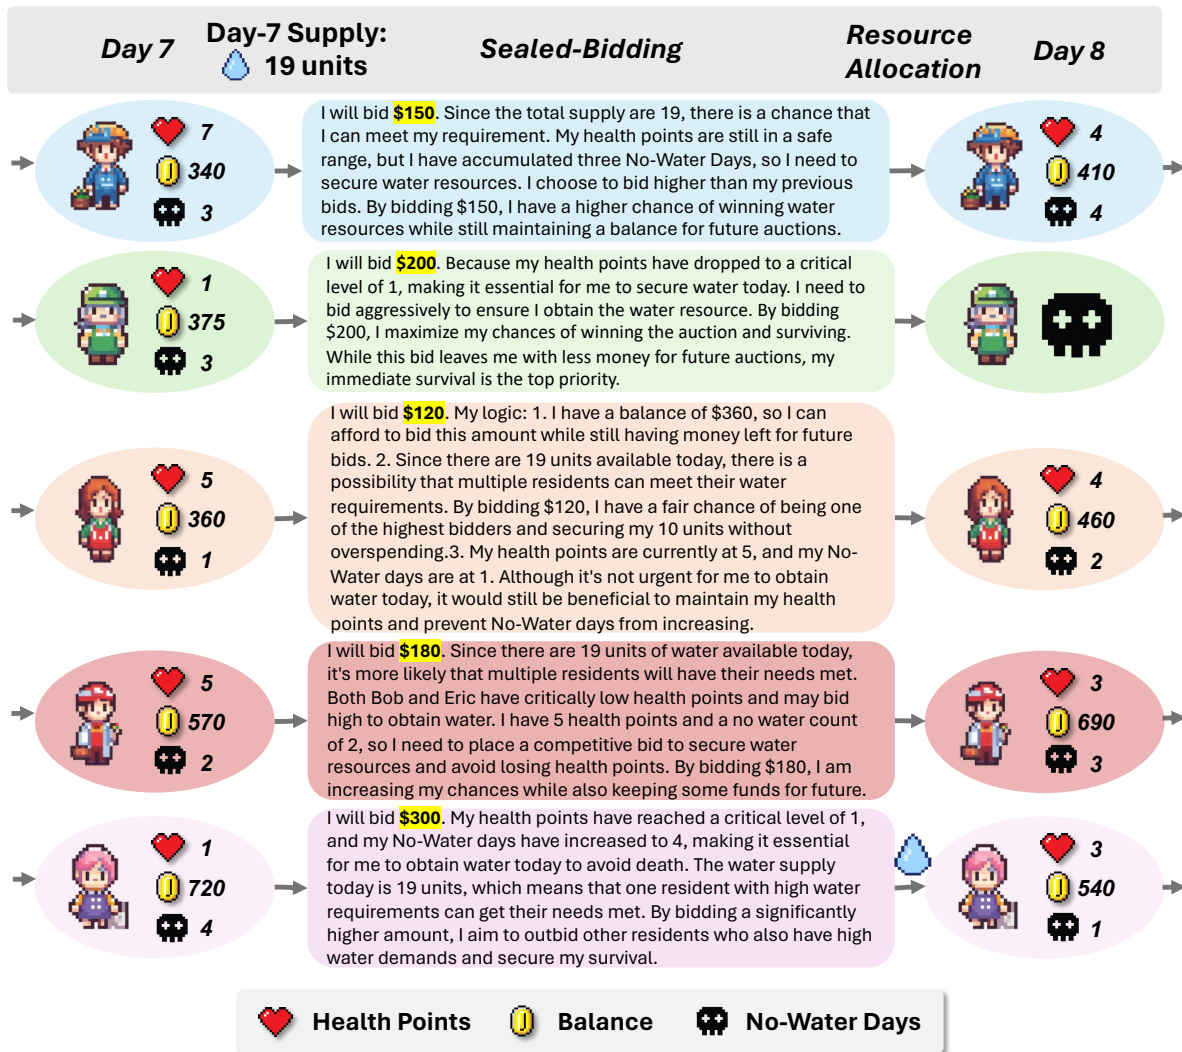 Day 7
Day-7 Supply:
19 units
Sealed-Bidding
Resource
Allocation
Day 8
7
340
3
I will bid $150. Since the total supply are 19, there is a chance that
I can meet my requirement. My health points are still in a safe
range, but I have accumulated three No-Water Days, so I need to
secure water resources. I choose to bid higher than my previous
bids. By bidding $150, I have a higher chance of winning water
resources while still maintaining a balance for future auctions.
4
410
4
1
375
3
I will bid $200. Because my health points have dropped to a critical
level of 1, making it essential for me to secure water today. I need to
bid aggressively to ensure I obtain the water resource. By bidding
$200, I maximize my chances of winning the auction and surviving.
While this bid leaves me with less money for future auctions, my
immediate survival is the top priority.
5
360
1
I will bid $120. My logic: 1. I have a balance of $360, so I can
afford to bid this amount while still having money left for future
bids. 2. Since there are 19 units available today, there is a
possibility that multiple residents can meet their water
requirements. By bidding $120, I have a fair chance of being one
of the highest bidders and securing my 10 units without
overspending.3. My health points are currently at 5, and my No-
Water days are at 1. Although it's not urgent for me to obtain
water today, it would still be beneficial to maintain my health
points and prevent No-Water days from increasing.
4
460
2
5
570
2
I will bid $180. Since there are 19 units of water available today,
it's more likely that multiple residents will have their needs met.
Both Bob and Eric have critically low health points and may bid
high to obtain water. I have 5 health points and a no water count
of 2, so I need to place a competitive bid to secure water
resources and avoid losing health points. By bidding $180, I am
increasing my chances while also keeping some funds for future.
3
690
3
1
720
4
I will bid $300. My health points have reached a critical level of 1,
and my No-Water days have increased to 4, making it essential
for me to obtain water today to avoid death. The water supply
today is 19 units, which means that one resident with high water
requirements can get their needs met. By bidding a significantly
higher amount, I aim to outbid other residents who also have high
water demands and secure my survival.
3
540
1
Health Points
Balance
No-Water Days